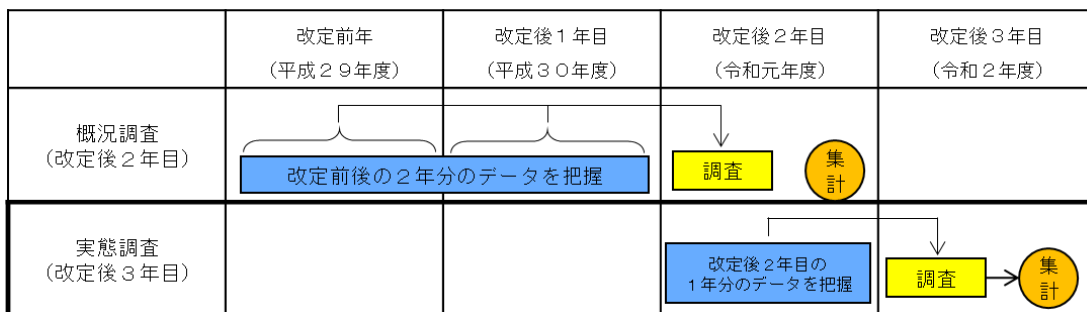 改定前年
(平成２９年度)
改定後１年目
(平成３０年度)
改定後２年目
(令和元年度)
改定後３年目
(令和２年度)
概況調査
(改定後２年目)
改定前後の２年分のデータを把握
調査
集
計
実態調査
(改定後３年目)
改定後２年目の
１年分のデータを把握
調査
集
計